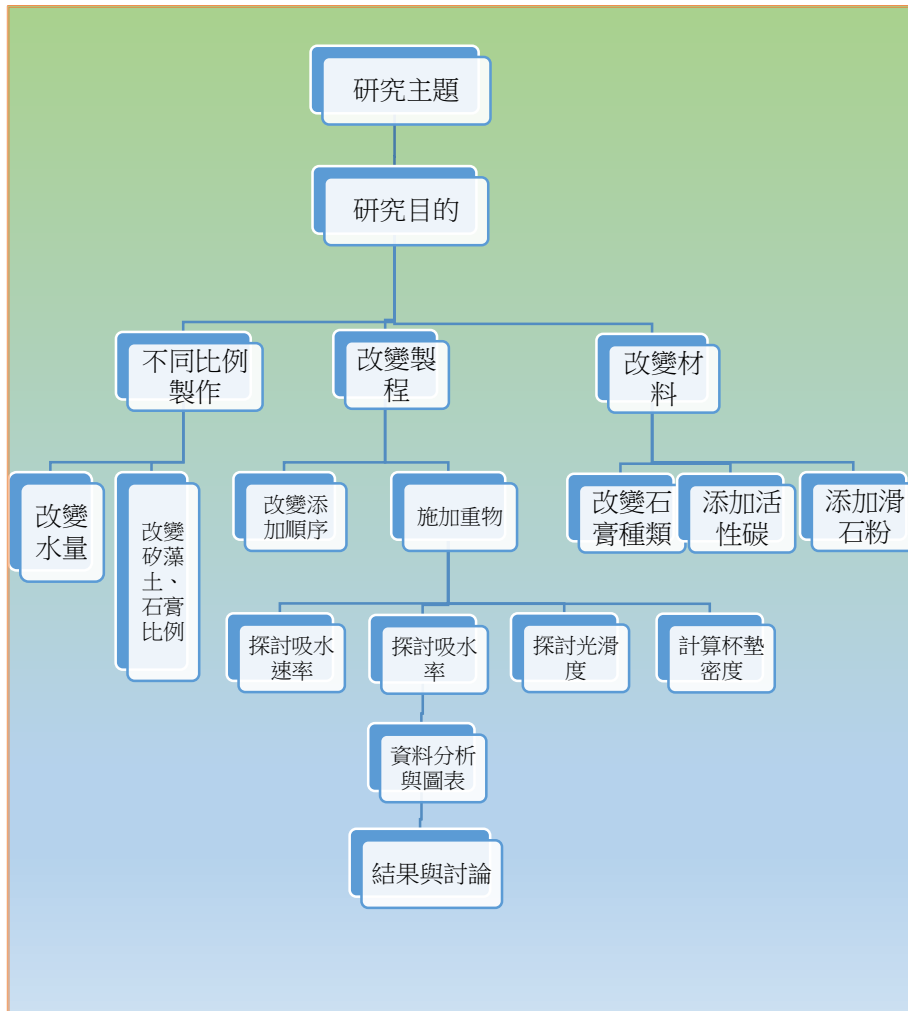 研究主題
研究目的
不同比例
製作
改變製
程
改變材
料
改變
水量
改變
矽藻
土、
石膏
比例
改變添
加順序
施加重物
改變石
膏種類
添加活
性碳
添加滑
石粉
探討吸水
速率
探討吸水
率
探討光滑
度
計算杯墊
密度
資料分析
與圖表
結果與討論